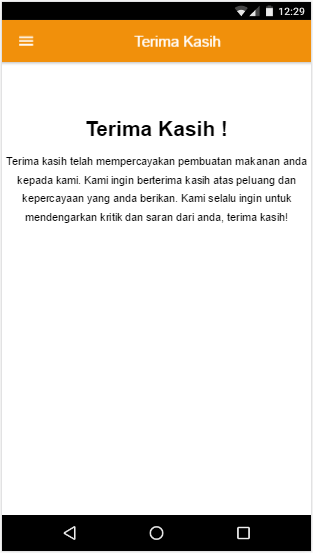 12:29
Terima Kasih
Terima Kasih !
Terima kasih telah mempercayakan pembuatan makanan anda
kepada kami. Kami ingin berterima kasih atas peluang dan
kepercayaan yang anda berikan. Kami selalu ingin untuk
mendengarkan kritik dan saran dari anda, terima kasih!